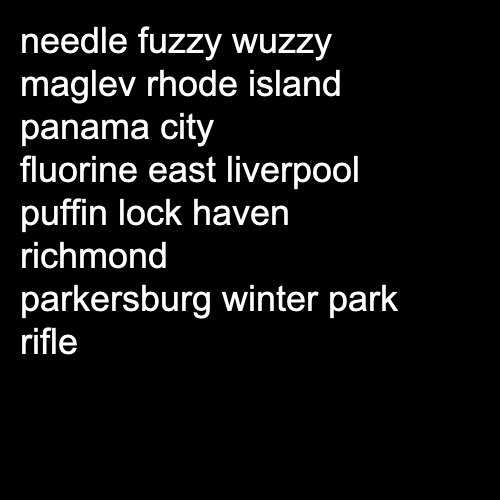 needle fuzzy wuzzy
maglev rhode island
panama city
fluorine east liverpool
puffin lock haven
richmond
parkersburg winter park
rifle